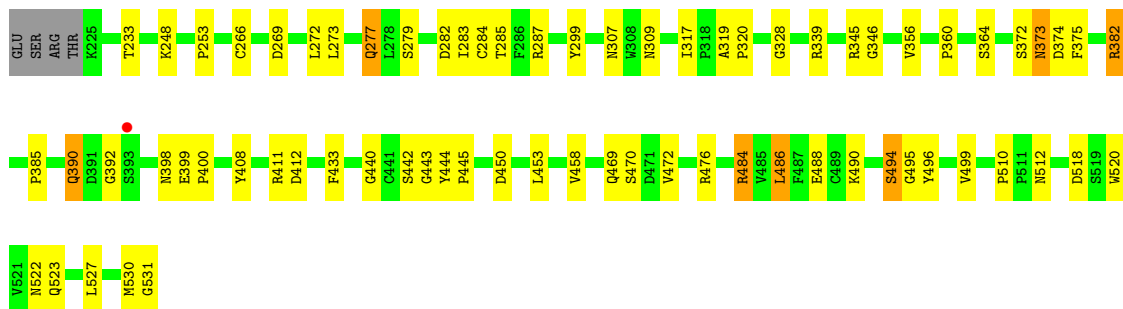 GLU SER ARG THR K225 T233 K248 P253 C266 D269 L272 L273 Q277 L278 S279 D282 I283 C284 T285 F286 R287 Y299 N307 W308 N309 I317 P318 A319 P320 G328 R339 R345 G346 V356 P360 S364 S372 N373 D374 F375 R382
P385 Q390 D391 G392 S393 N398 E399 P400 Y408 R411 D412 F433 G440 C441 S442 G443 Y444 P445 D450 L453 V458 Q469 S470 D471 V472 R476 R484 V485 L486 F487 E488 C489 K490 S494 G495 Y496 V499 P510 P511 N512 D518 S519 W520
V521 N522 Q523 L527 M530 G531